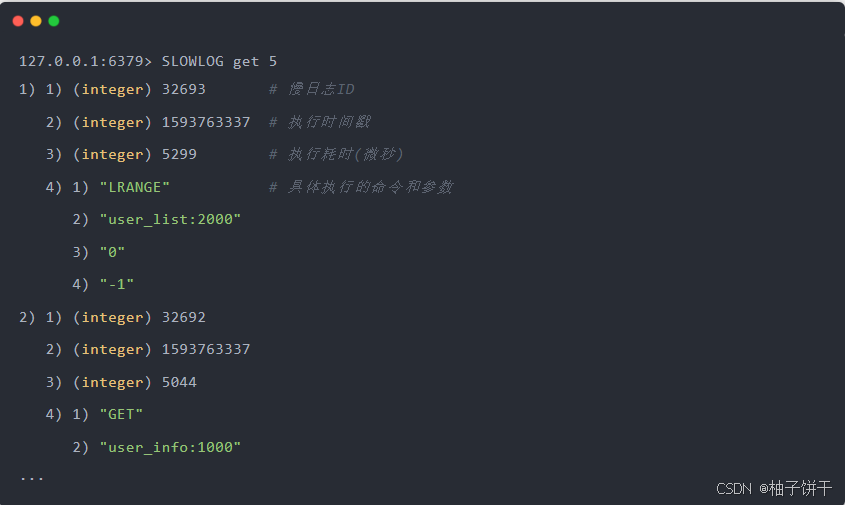 127.0.0.1:6379> SLOWLOG get 5
1) 1) (integer) 32693       # 慢日志ID
   2) (integer) 1593763337  # 执行时间戳
   3) (integer) 5299        # 执行耗时(微秒)
   4) 1) "LRANGE"           # 具体执行的命令和参数
      2) "user_list:2000"
      3) "0"
      4) "-1"
2) 1) (integer) 32692
   2) (integer) 1593763337
   3) (integer) 5044
   4) 1) "GET"
      2) "user_info:1000"
...
CSDN @柚子饼干